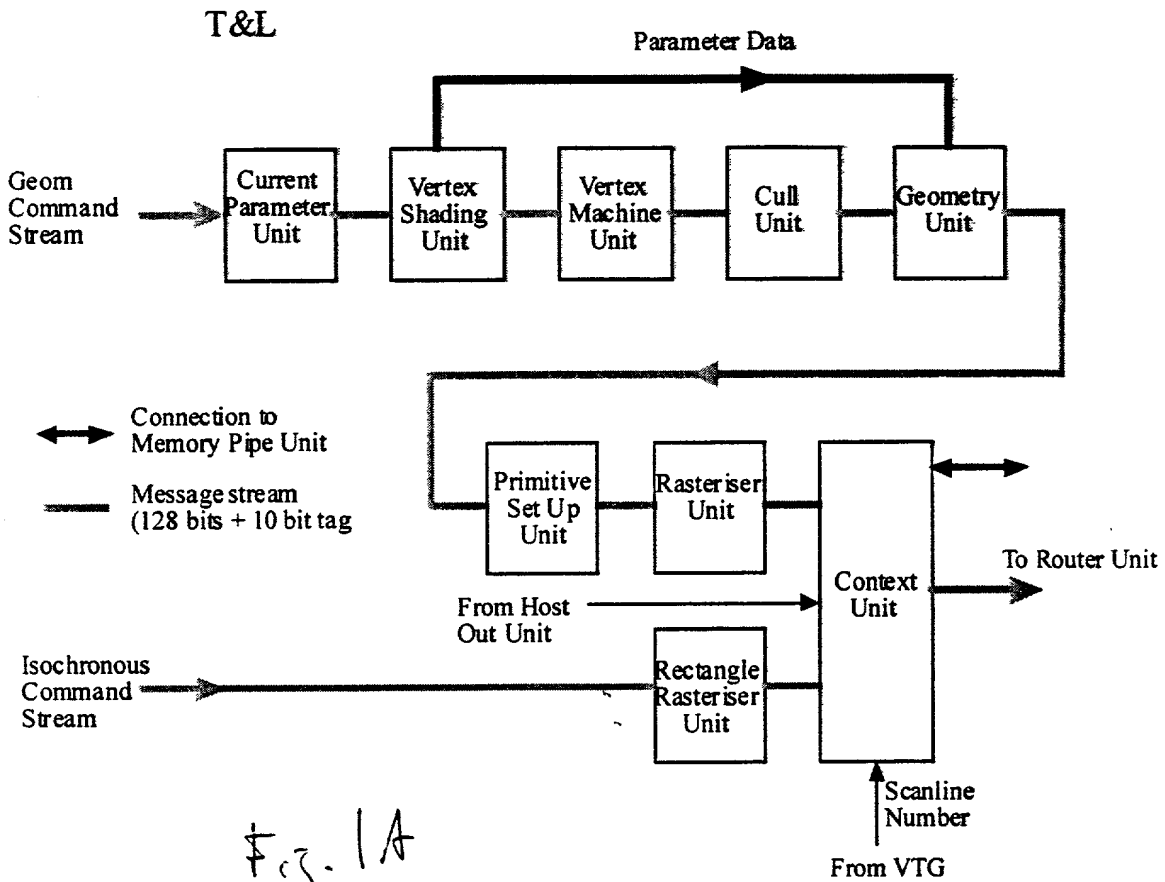 T&L
Parameter Data
Geom
Command
Stream
Current
Parameter
Unit
Vertex
Shading
Unit
Vertex
Machine
Unit
Cull
Unit
Geometry
Unit
Connection to
Memory Pipe Unit
Message stream
(128 bits + 10 bit tag
Primitive
Set Up
Unit
Rasteriser
Unit
Context
Unit
To Router Unit
From Host
Out Unit
Isochronous
Command
Stream
Rectangle
Rasteriser
Unit
Scanline
Number
From VTG
Fig. 1A